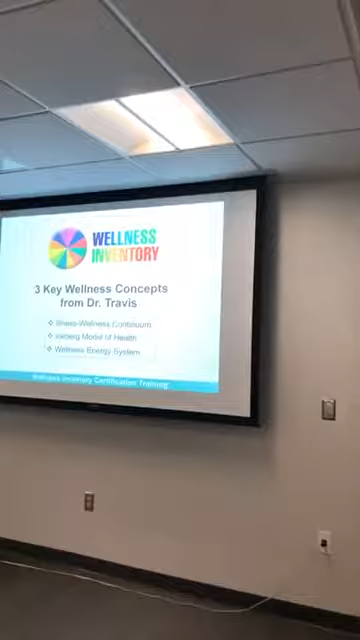 WELLNESS
INVENTORY
3 Key Wellness Concepts
from Dr. Travis
❖ Illness-Wellness Continuum
❖ Iceberg Model of Health
❖ Wellness Energy System
Wellness Inventory Certification Training